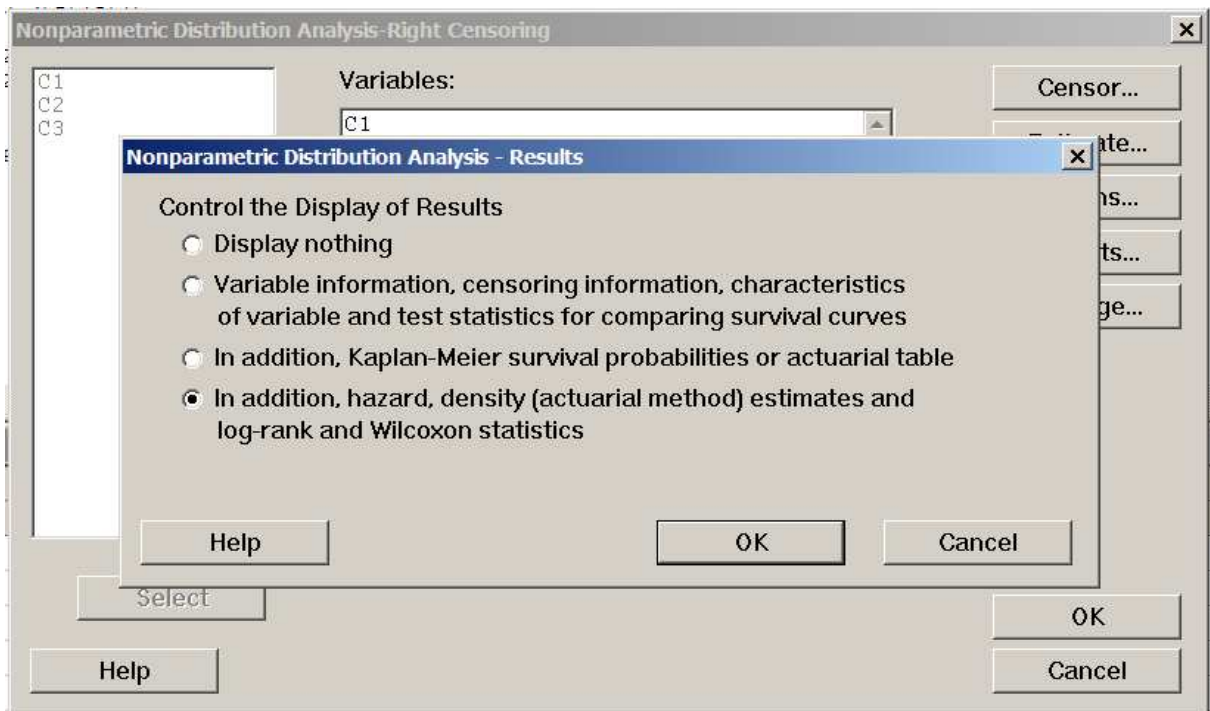 Nonparametric Distribution Analysis-Right Censoring
C1
C2
C3
Variables:
C1
Censor...
Nonparametric Distribution Analysis - Results
Control the Display of Results
Display nothing
Variable information, censoring information, characteristics
of variable and test statistics for comparing survival curves
In addition, Kaplan-Meier survival probabilities or actuarial table
In addition, hazard, density (actuarial method) estimates and
log-rank and Wilcoxon statistics
Help
OK
Cancel
Select
OK
Help
Cancel